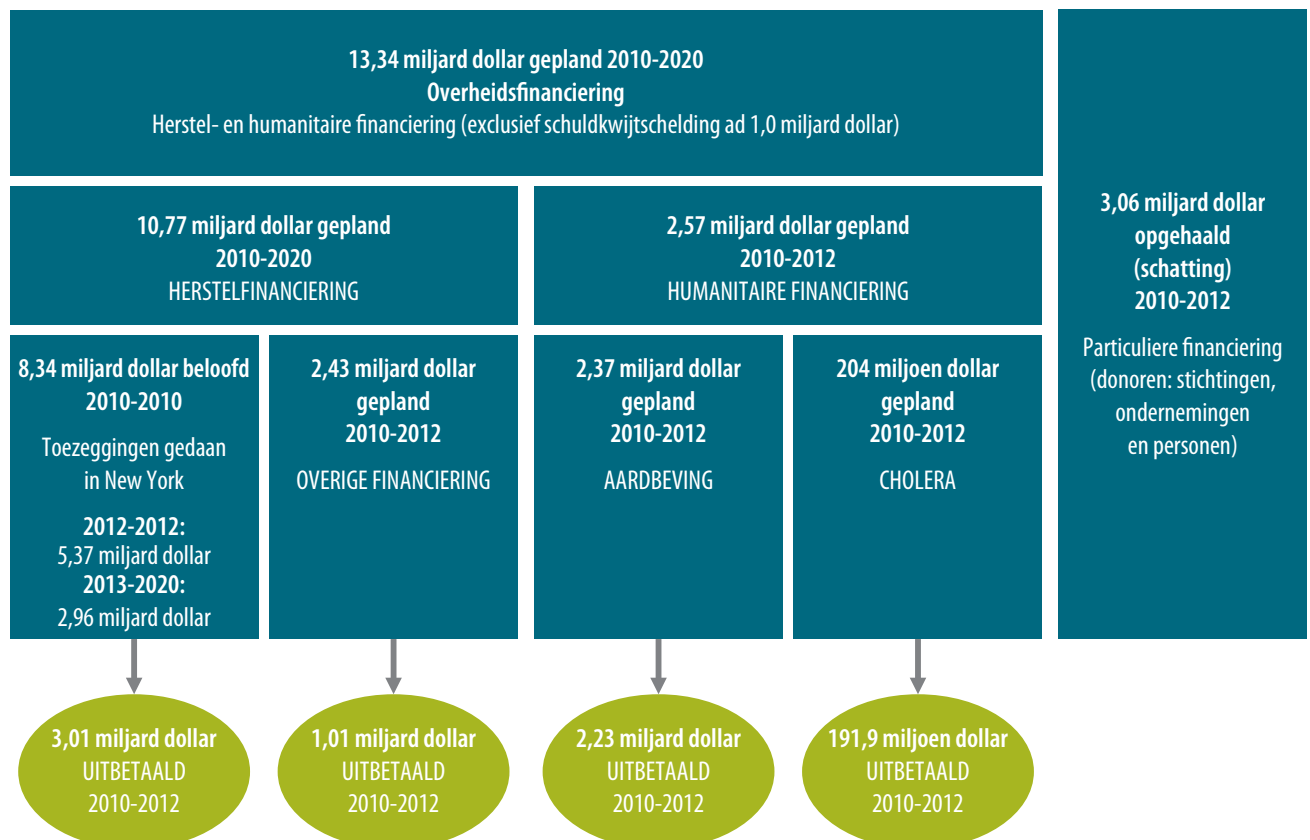 13,34 miljard dollar gepland 2010-2020
Overheidsfinanciering
Herstel- en humanitaire financiering (exclusief schuldkwijtschelding ad 1,0 miljard dollar)
10,77 miljard dollar gepland
2010-2020
HERSTELFINANCIERING
2,57 miljard dollar gepland
2010-2012
HUMANITAIRE FINANCIERING
8,34 miljard dollar beloofd
2010-2010
Toezeggingen gedaan
in New York
2012-2012:
5,37 miljard dollar
2013-2020:
2,96 miljard dollar
2,43 miljard dollar
gepland
2010-2012
OVERIGE FINANCIERING
2,37 miljard dollar
gepland
2010-2012
AARDBEVING
204 miljoen dollar
gepland
2010-2012
CHOLERA
3,06 miljard dollar
opgehaald
(schatting)
2010-2012
Particuliere financiering
(donoren: stichtingen,
ondernemingen
en personen)
3,01 miljard dollar
UITBETAALD
2010-2012
1,01 miljard dollar
UITBETAALD
2010-2012
2,23 miljard dollar
UITBETAALD
2010-2012
191,9 miljoen dollar
UITBETAALD
2010-2012